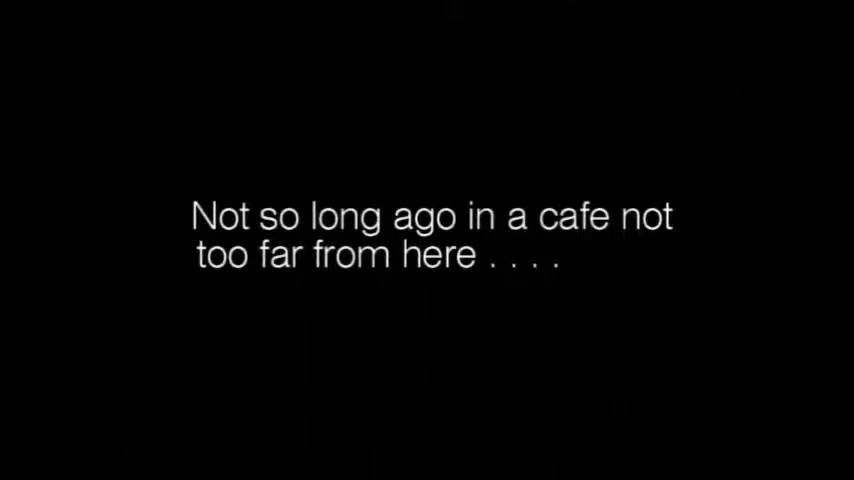 Not so long ago in a cafe not
too far from here . . . .